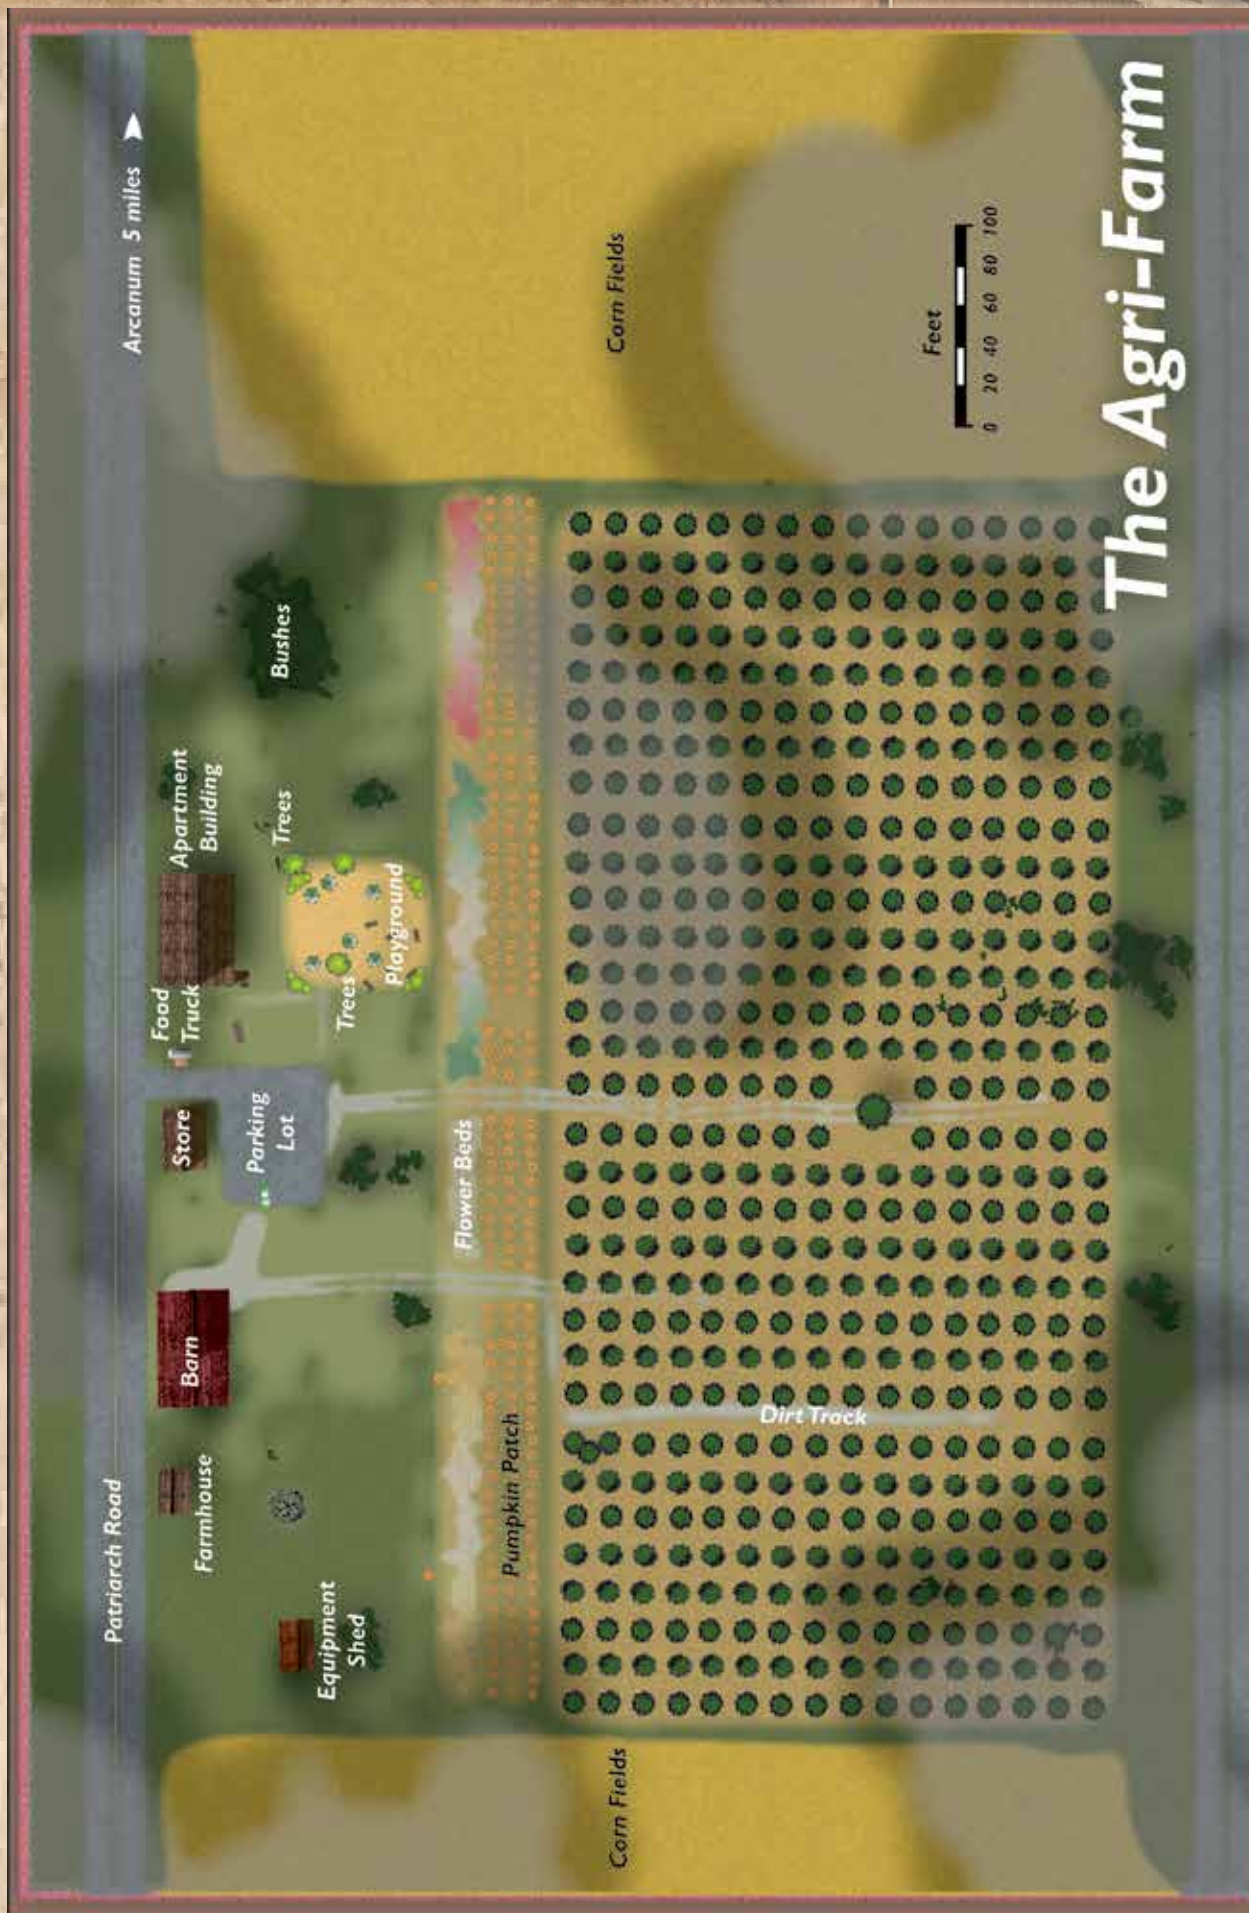 Patriarch Road
Arcanum 5 miles
Farmhouse
Barn
Store
Food
Truck
Apartment
Building
Equipment
Shed
Parking
Lot
Trees
Trees
Bushes
Playground
Flower Beds
Pumpkin Patch
Corn Fields
Corn Fields
Dirt Track
Feet
0 20 40 60 80 100
The Agri-Farm